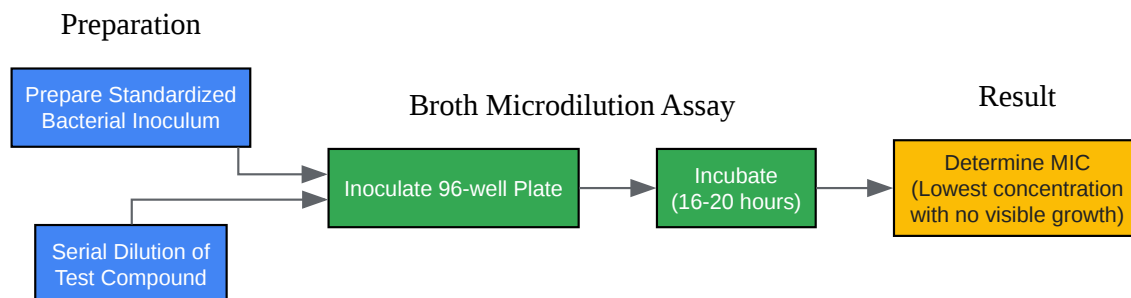 Preparation
Prepare Standardized
Bacterial Inoculum
Serial Dilution of
Test Compound
Broth Microdilution Assay
Inoculate 96-well Plate
Incubate
(16-20 hours)
Result
Determine MIC
(Lowest concentration
with no visible growth)